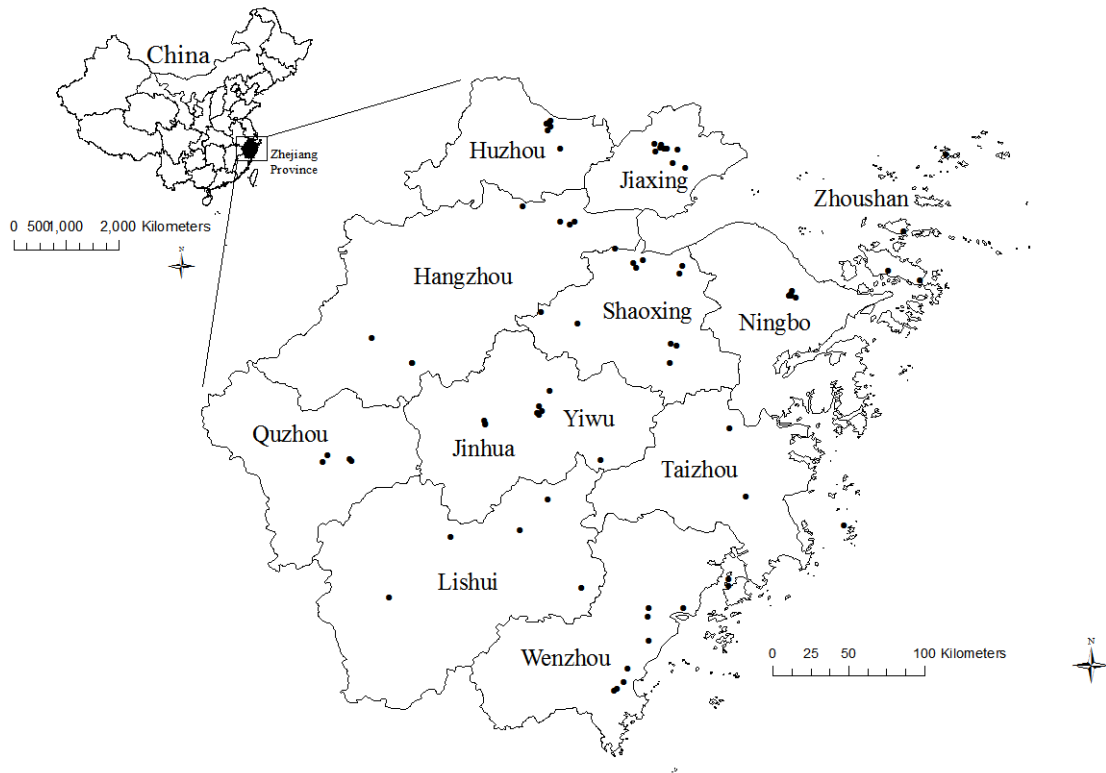 China
Zhejiang
Province
0 5001,000 2,000 Kilometers
N
Huzhou
Jiaxing
Zhoushan
Hangzhou
Shaoxing
Ningbo
Quzhou
Jinhua
Yiwu
Taizhou
Lishui
Wenzhou
0 25 50 100 Kilometers
N